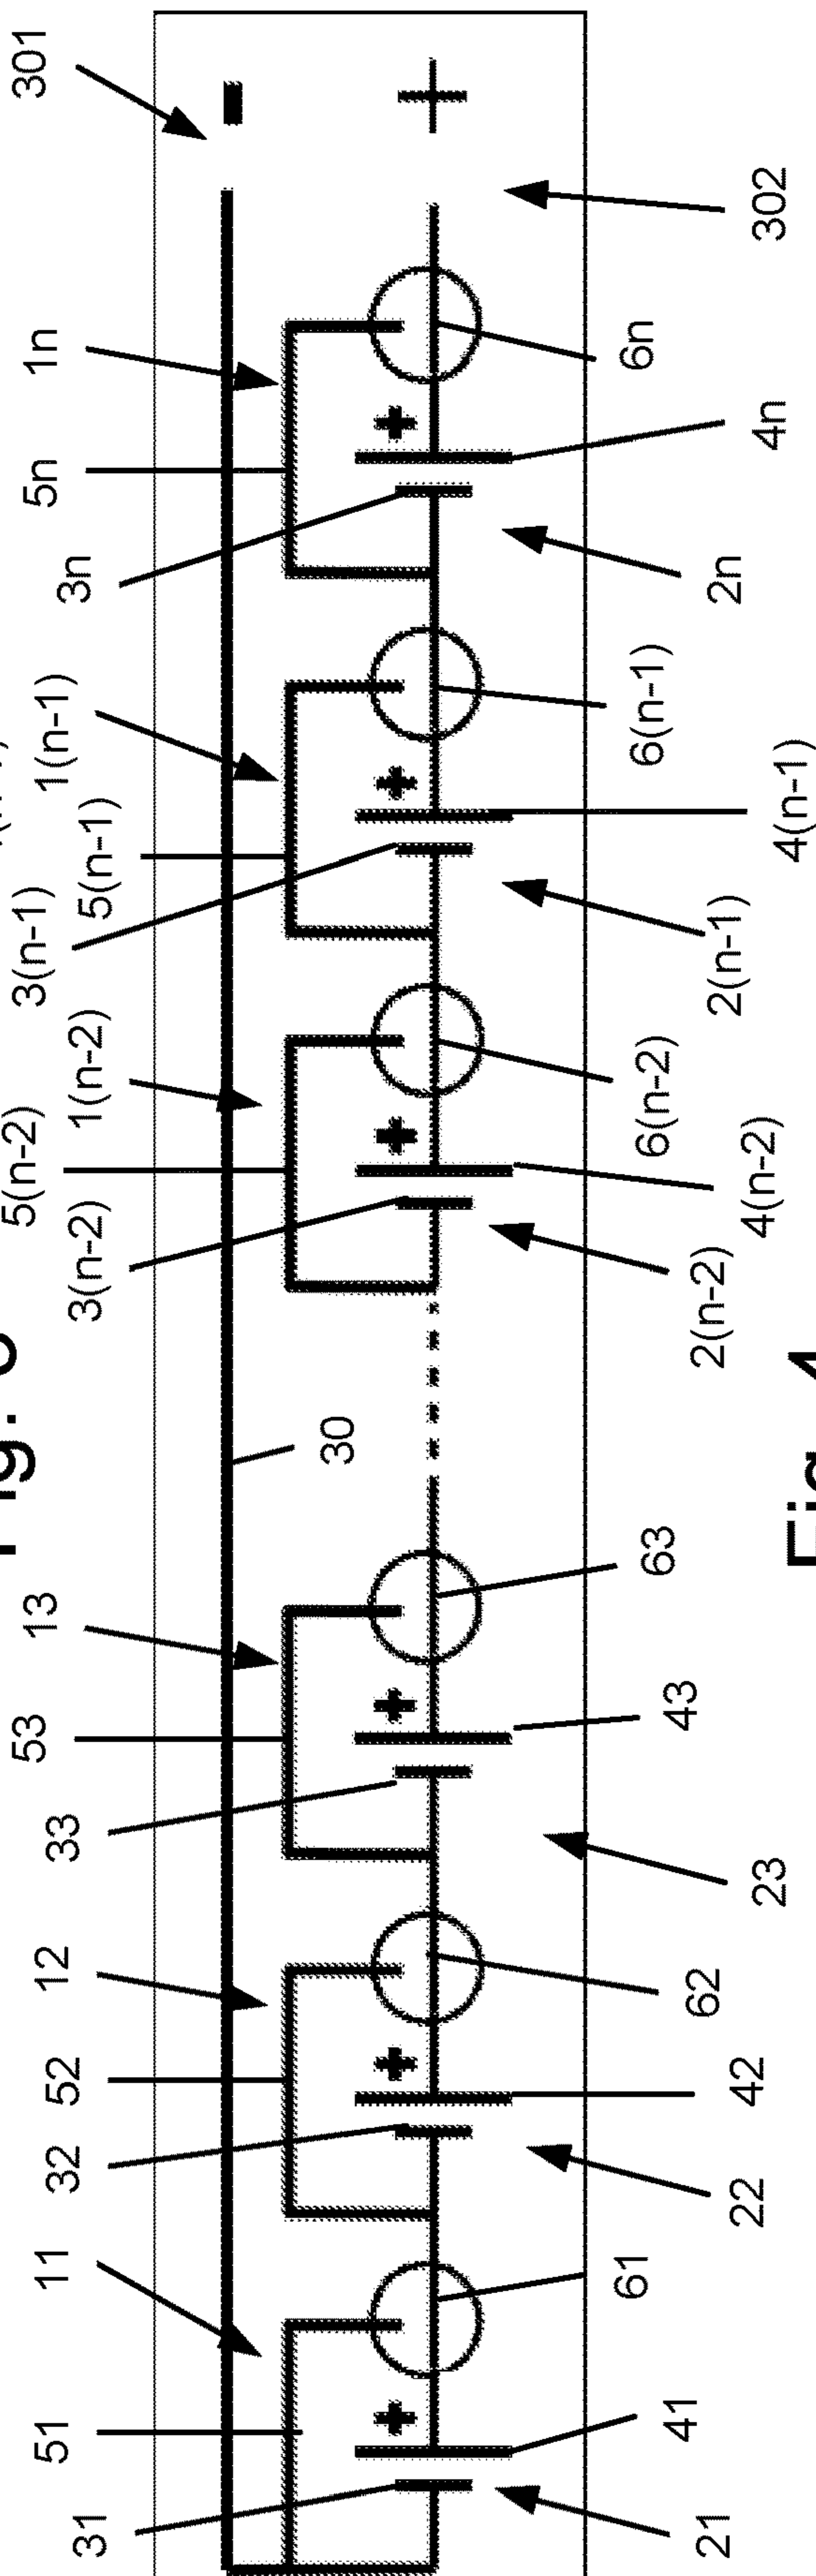 301
302
1n
5n
3n
6n
4n
2n
1(n-1)
5(n-1)
3(n-1)
6(n-1)
4(n-1)
2(n-1)
1(n-2)
5(n-2)
3(n-2)
6(n-2)
4(n-2)
2(n-2)
30
13
53
33
63
43
23
12
52
32
62
42
22
11
51
31
61
41
21